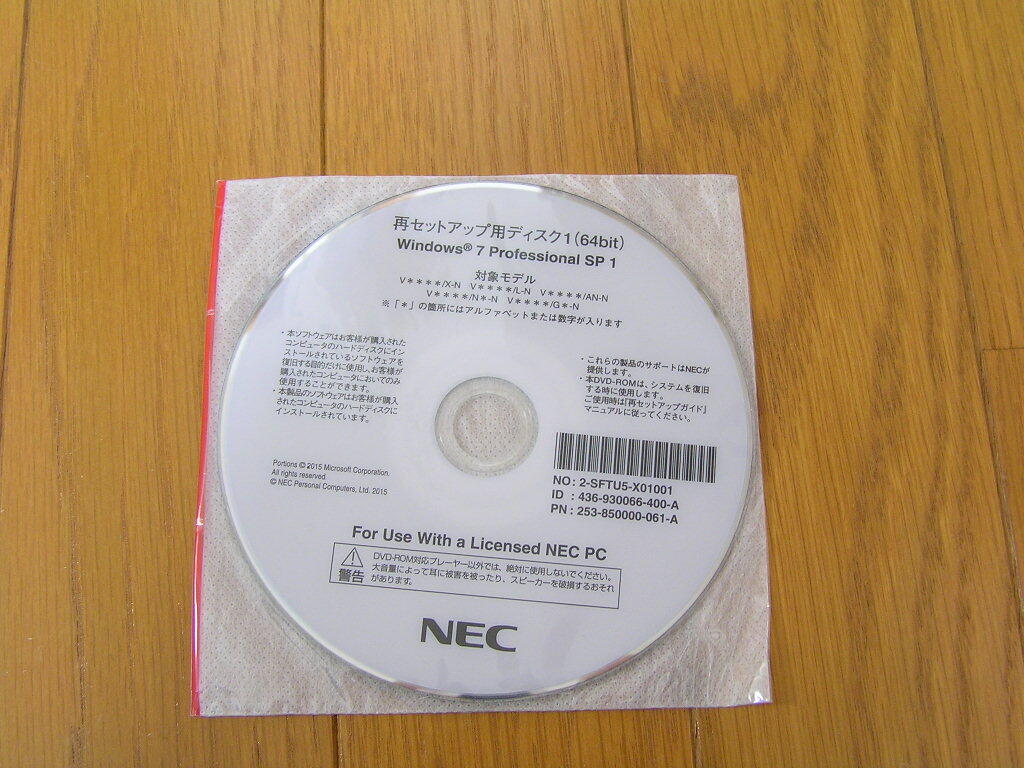 再セットアップ用ディスク1(64bit)
Windows® 7 Professional SP 1
対象モデル
V＊＊＊＊/X-N V＊＊＊＊/L-N V＊＊＊＊/AN-N
V＊＊＊＊/N＊-N V＊＊＊＊/G＊-N
※「＊」の箇所にはアルファベットまたは数字が入ります
・本ソフトウェアはお客様が購入された
コンピュータのハードディスクにイン
ストールされているソフトウェアを
復旧する目的だけに使用し、お客様が
購入されたコンピュータにおいてのみ
使用することができます。
・本製品のソフトウェアはお客様が購入
されたコンピュータのハードディスクに
インストールされています。
・これらの製品のサポートはNECが
提供します。
・本DVD-ROMは、システムを復旧
する時に使用します。
ご使用時は『再セットアップガイド』
マニュアルに従ってください。
Portions © 2015 Microsoft Corporation.
All rights reserved.
© NEC Personal Computers, Ltd. 2015
NO : 2-SFTU5-X01001
ID : 436-930066-400-A
PN : 253-850000-061-A
For Use With a Licensed NEC PC
警告
DVD-ROM対応プレーヤー以外では、絶対に使用しないでください。
大音量によって耳に被害を被ったり、スピーカーを破損するおそれ
があります。
NEC